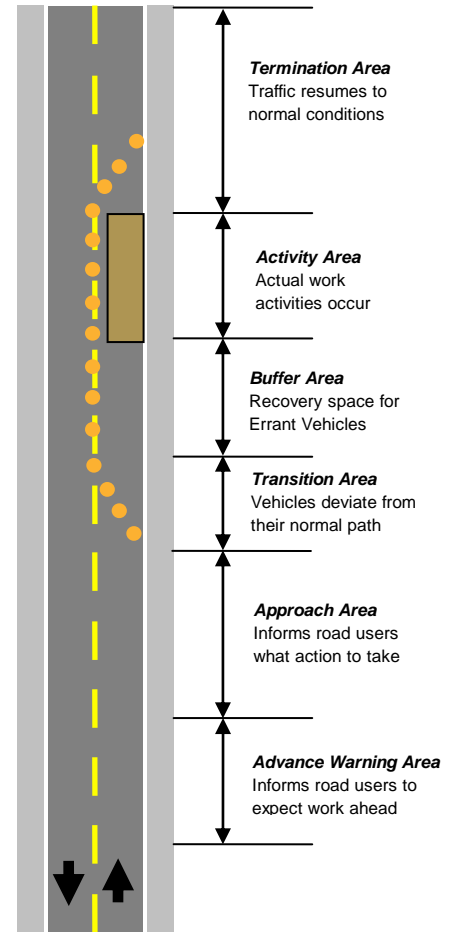 Termination Area
Traffic resumes to
normal conditions
Activity Area
Actual work
activities occur
Buffer Area
Recovery space for
Errant Vehicles
Transition Area
Vehicles deviate from
their normal path
Approach Area
Informs road users
what action to take
Advance Warning Area
Informs road users to
expect work ahead